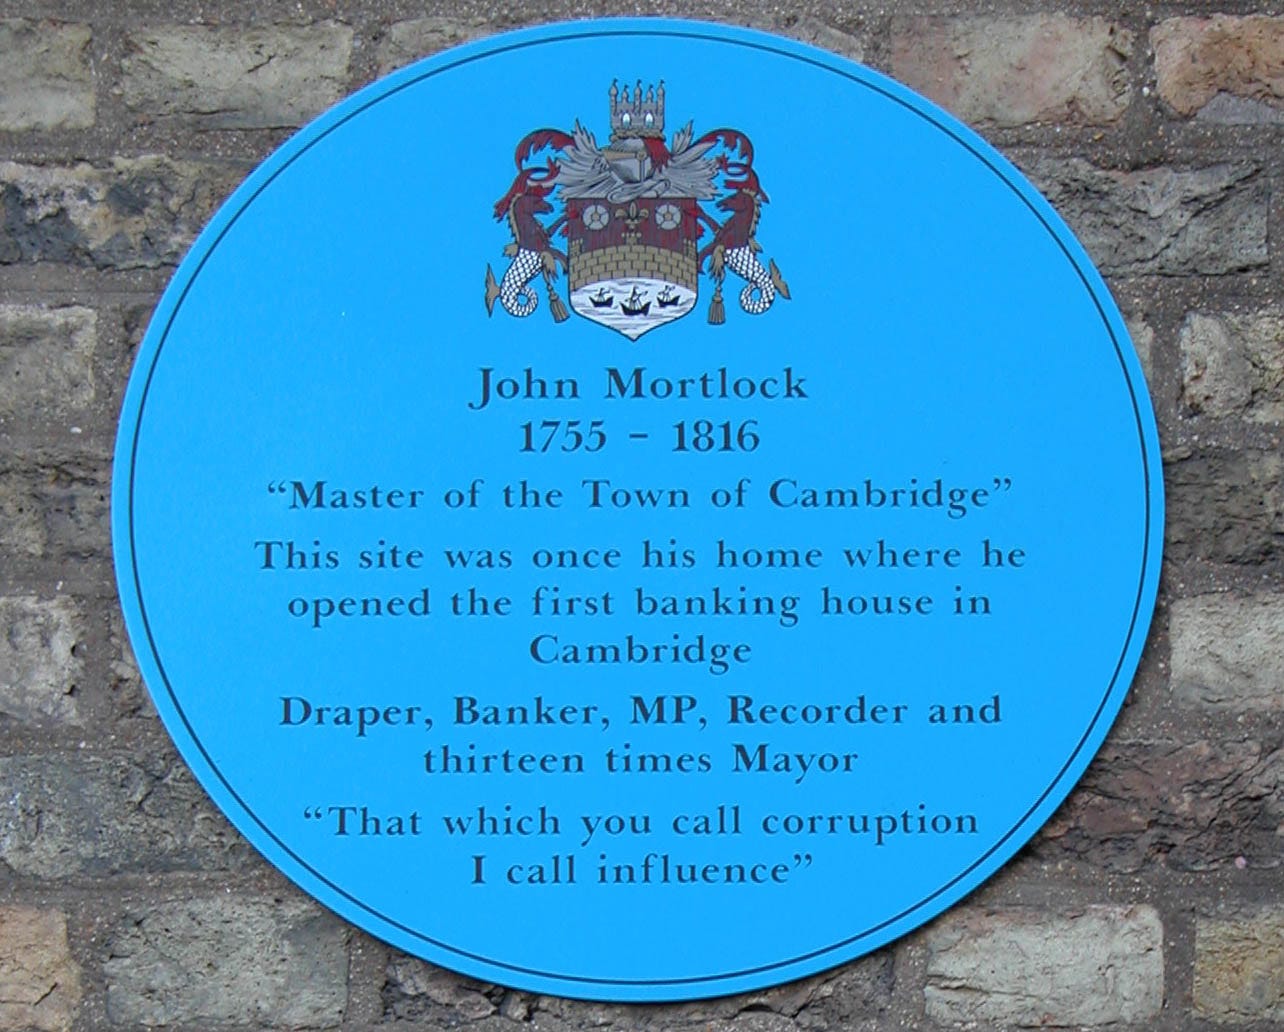 John Mortlock
1755 – 1816
“Master of the Town of Cambridge”
This site was once his home where he
opened the first banking house in
Cambridge
Draper, Banker, MP, Recorder and
thirteen times Mayor
“That which you call corruption
I call influence”